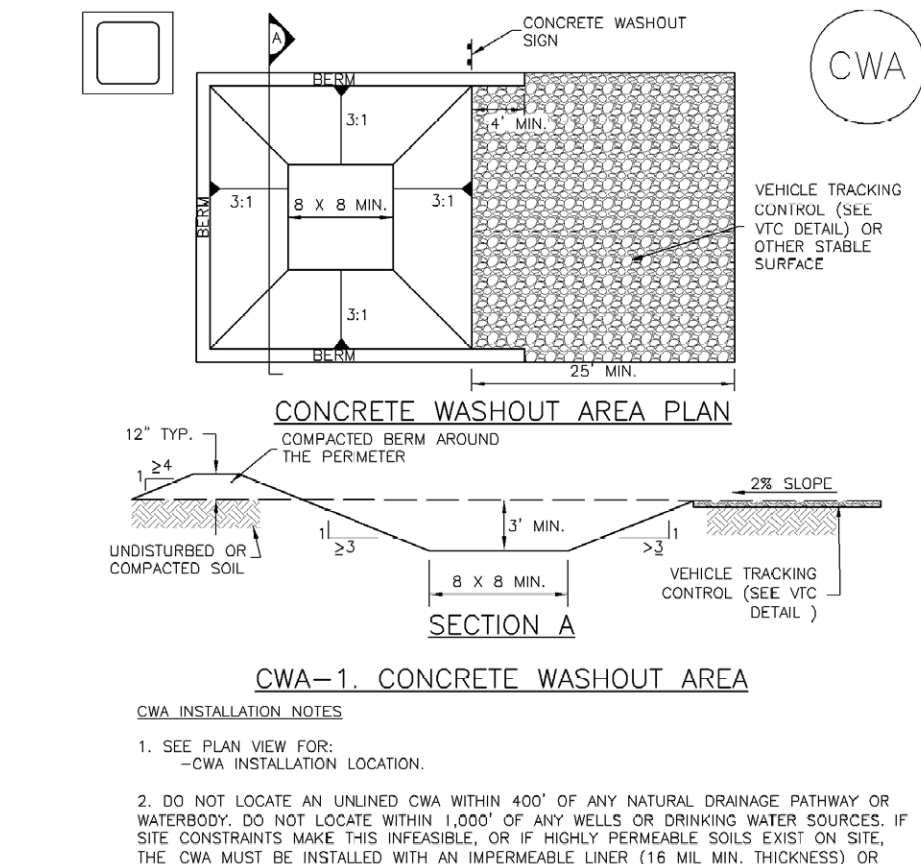 CONCRETE WASHOUT
SIGN
A
CWA
BERM
3:1
4' MIN.
3:1
8 X 8 MIN.
3:1
BERM
VEHICLE TRACKING
CONTROL (SEE
VTC DETAIL) OR
OTHER STABLE
SURFACE
3:1
BERM
25' MIN.
CONCRETE WASHOUT AREA PLAN
12" TYP.
COMPACTED BERM AROUND
THE PERIMETER
1 ≥4
2% SLOPE
3' MIN.
1 ≥3
>3 1
UNDISTURBED OR
COMPACTED SOIL
8 X 8 MIN.
VEHICLE TRACKING
CONTROL (SEE VTC
DETAIL )
SECTION A
CWA-1. CONCRETE WASHOUT AREA
CWA INSTALLATION NOTES
1. SEE PLAN VIEW FOR:
-CWA INSTALLATION LOCATION.
2. DO NOT LOCATE AN UNLINED CWA WITHIN 400' OF ANY NATURAL DRAINAGE PATHWAY OR
WATERBODY. DO NOT LOCATE WITHIN 1,000' OF ANY WELLS OR DRINKING WATER SOURCES. IF
SITE CONSTRAINTS MAKE THIS INFEASIBLE, OR IF HIGHLY PERMEABLE SOILS EXIST ON SITE,
THE CWA MUST BE INSTALLED WITH AN IMPERMEABLE LINER (16 MIL MIN. THICKNESS) OR